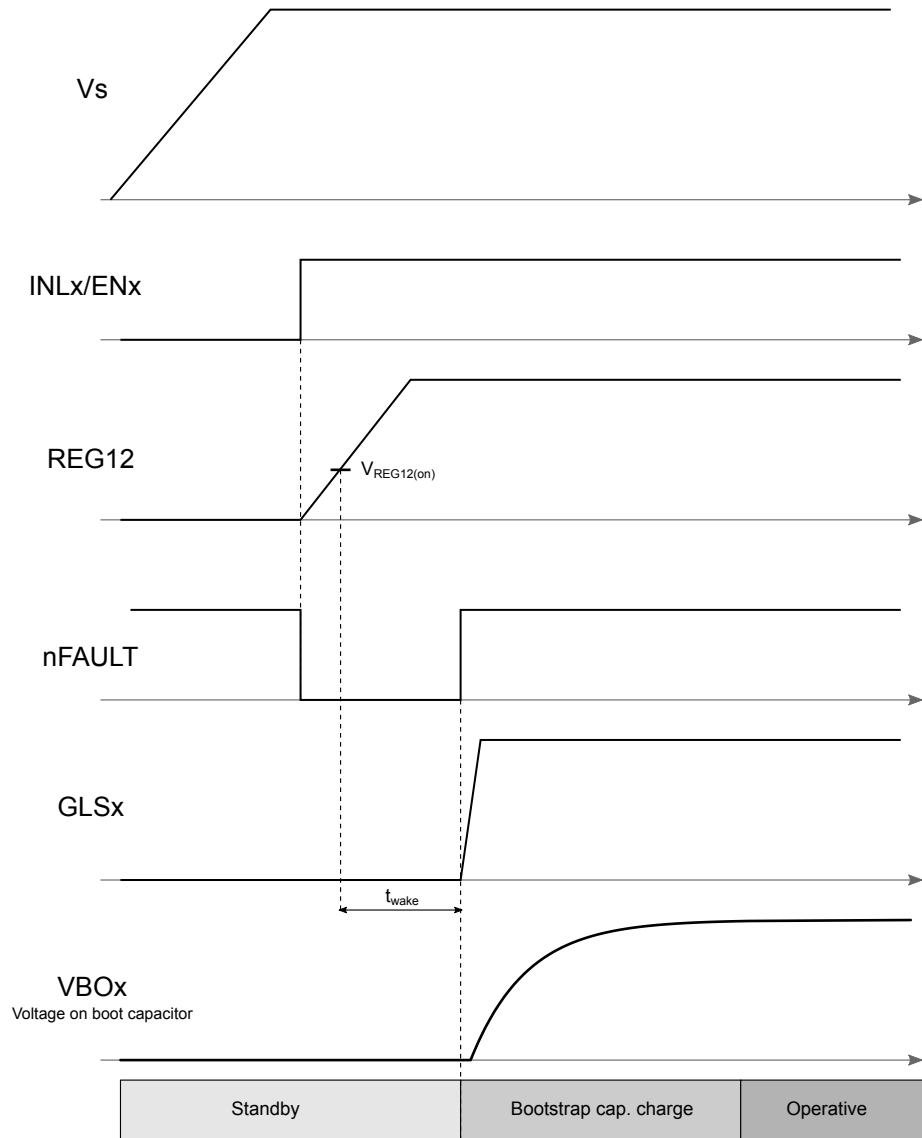 Vs
INLx/ENx
REG12
VREG12(on)
nFAULT
GLSx
twake
VBOx
Voltage on boot capacitor
Standby
Bootstrap cap. charge
Operative